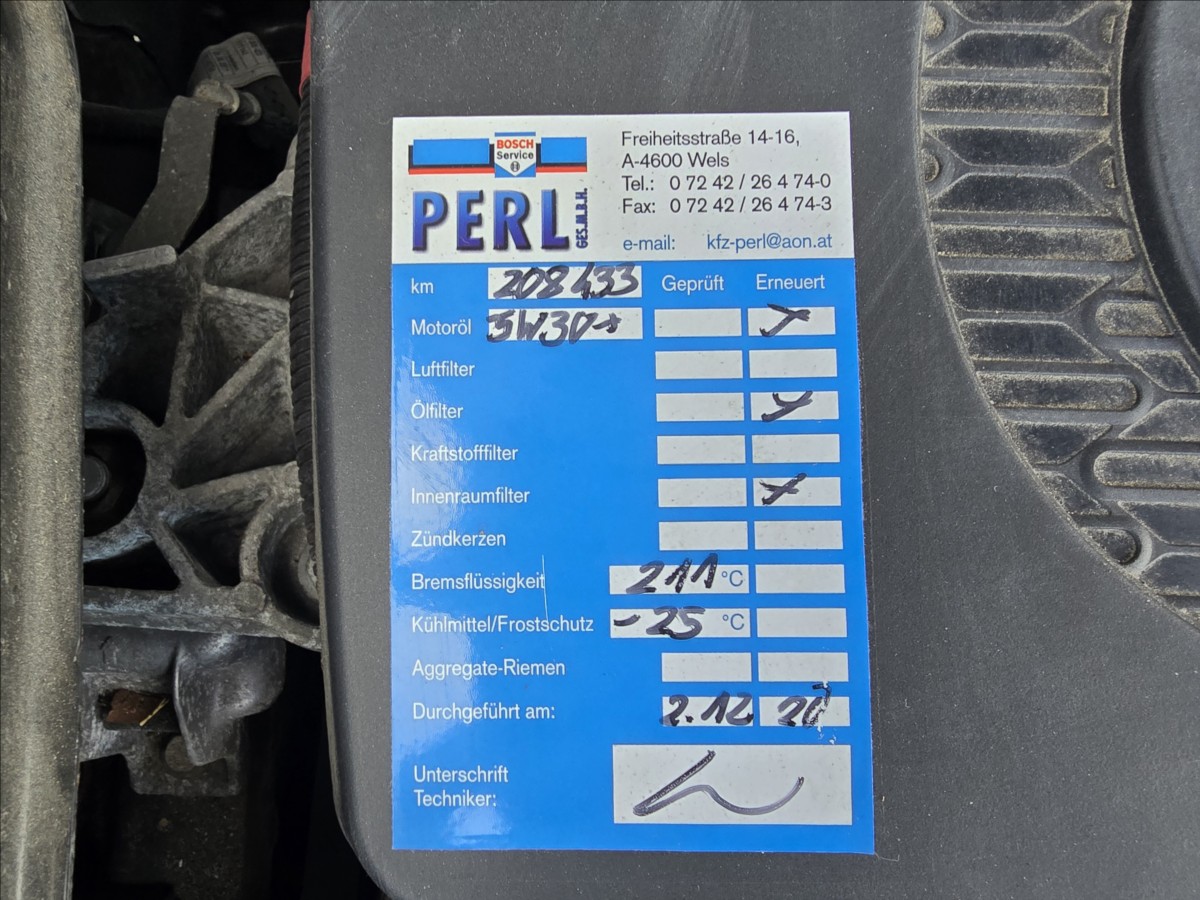 BOSCH
Service
PERL
GES.M.B.H.
Freiheitsstraße 14-16,
A-4600 Wels
Tel.: 0 72 42 / 26 4 74-0
Fax: 0 72 42 / 26 4 74-3
e-mail: kfz-perl@aon.at
km 208433 Geprüft Erneuert
Motoröl 5W30 x
Luftfilter
Ölfilter x
Kraftstofffilter
Innenraumfilter x
Zündkerzen
Bremsflüssigkeit 211 °C
Kühlmittel/Frostschutz -25 °C
Aggregate-Riemen
Durchgeführt am: 2.12
Unterschrift
Techniker: